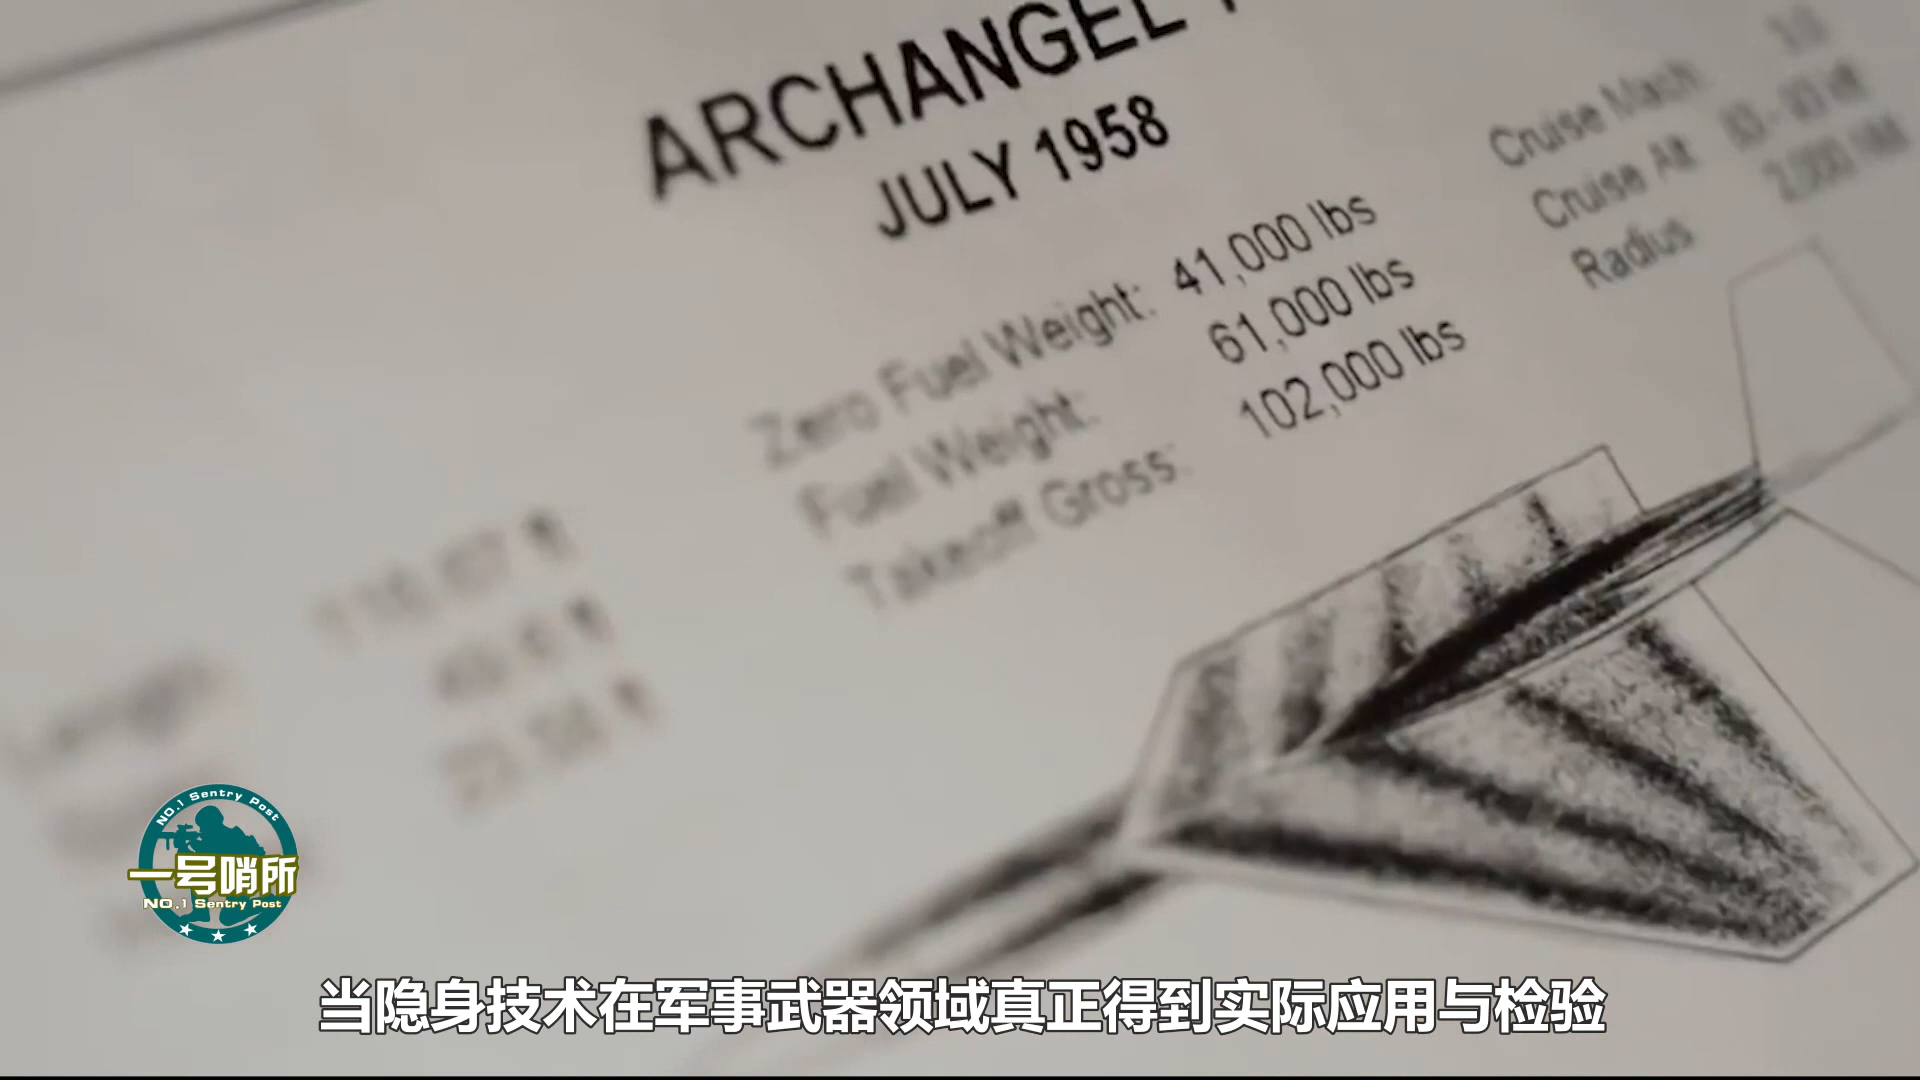 ARCHANGEL
JULY 1958
Zero Fuel Weight: 41,000 lbs
Fuel Weight: 61,000 lbs
Takeoff Gross: 102,000 lbs
Cruise Mach
Cruise Alt
Radius
Length
NO.1 Sentry Post
一号哨所
NO.1 Sentry Post
当隐身技术在军事武器领域真正得到实际应用与检验